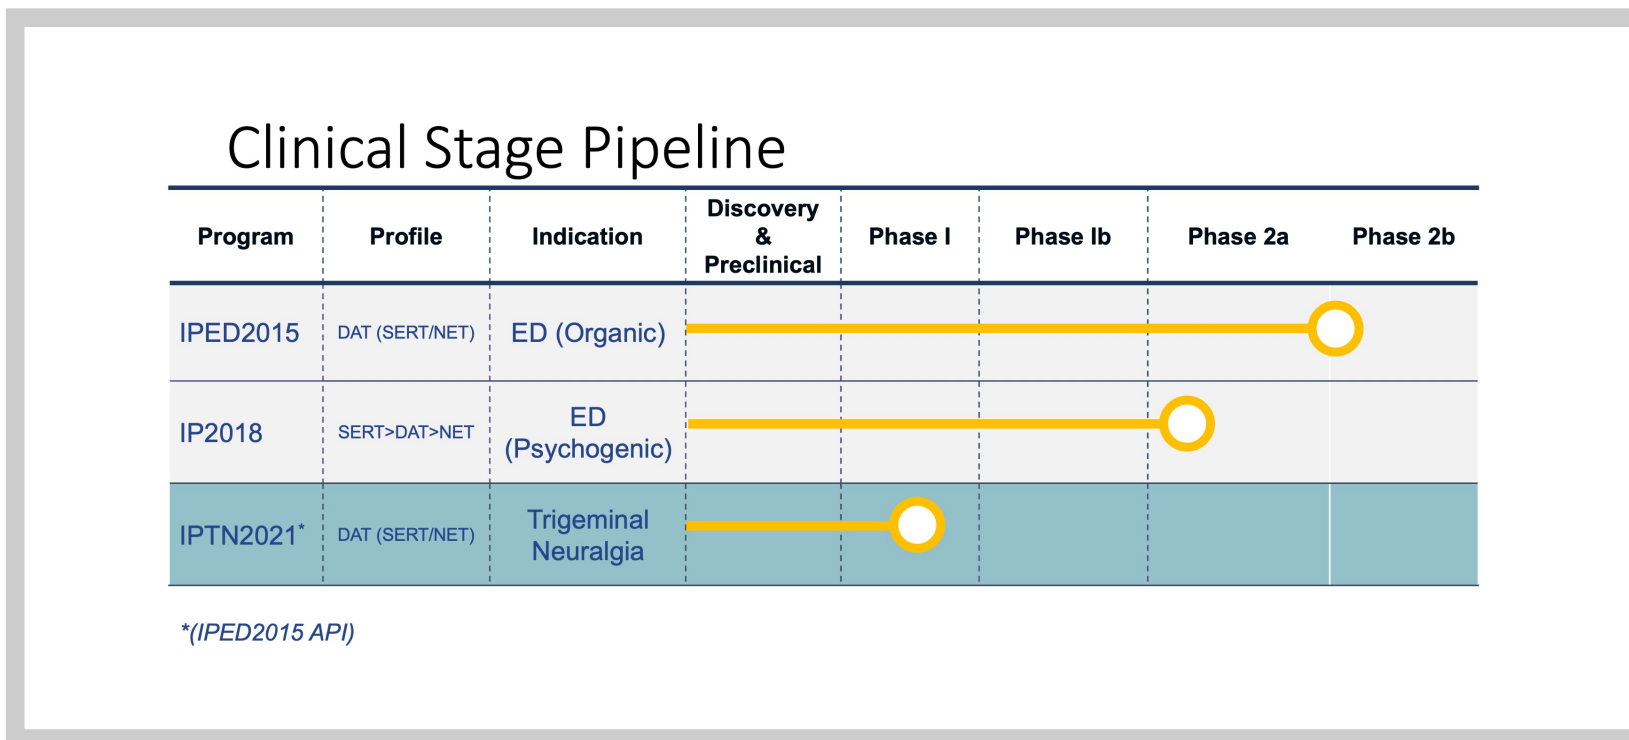 Clinical Stage Pipeline
Program
Profile
Indication
Discovery
&
Preclinical
Phase I
Phase Ib
Phase 2a
Phase 2b
IPED2015
DAT (SERT/NET)
ED (Organic)
IP2018
SERT>DAT>NET
ED
(Psychogenic)
IPTN2021*
DAT (SERT/NET)
Trigeminal
Neuralgia
*(IPED2015 API)